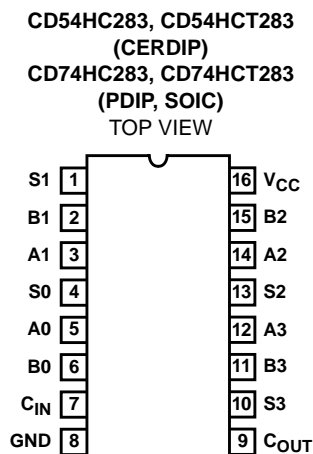 CD54HC283, CD54HCT283
(CERDIP)
CD74HC283, CD74HCT283
(PDIP, SOIC)
TOP VIEW
S1 1 16 VCC
B1 2 15 B2
A1 3 14 A2
S0 4 13 S2
A0 5 12 A3
B0 6 11 B3
CIN 7 10 S3
GND 8 9 COUT